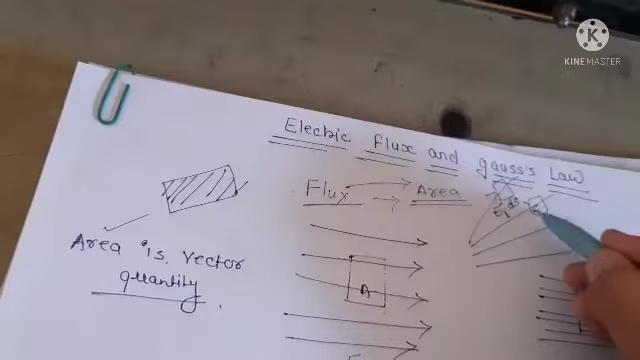 KINEMASTER
Electric Flux and gauss's Law
Flux → Area
Area is vector
quantity
A